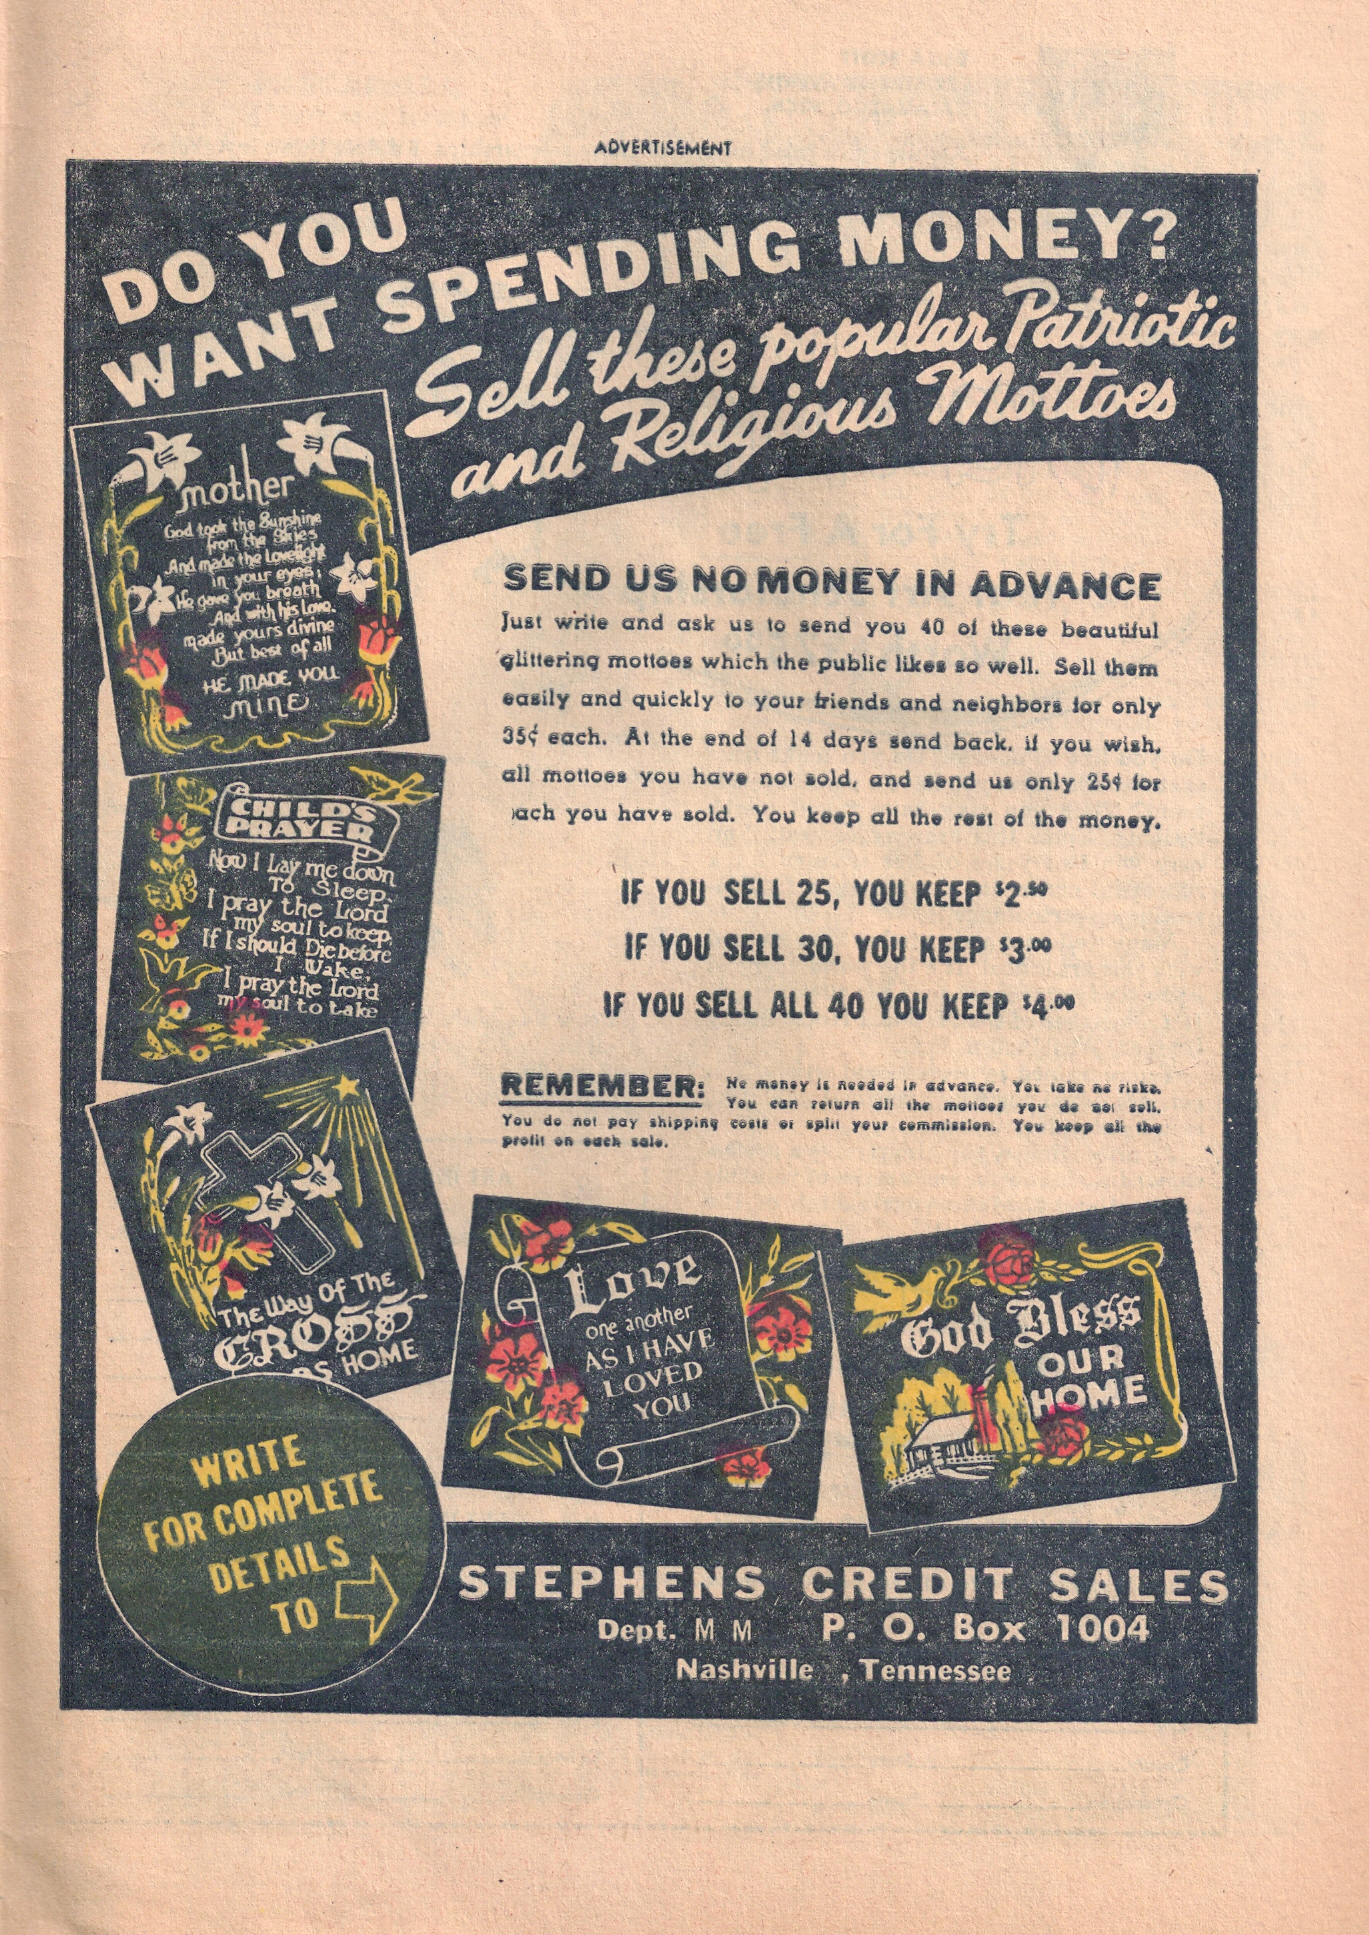 ADVERTISEMENT
DO YOU
WANT SPENDING MONEY?
Sell these popular Patriotic
and Religious Mottoes
mother
God took the Sunshine
from the Skies
And made the Lovelight
in your eyes;
He gave you breath
And with his Love.
made yours divine
But best of all
HE MADE YOU
MINE
CHILD'S
PRAYER
Now I Lay me down
To Sleep.
I pray the Lord
my soul to keep.
If I should Die before
I Wake,
I pray the Lord
my soul to take
The Way Of The
CROSS
DS HOME
SEND US NO MONEY IN ADVANCE
Just write and ask us to send you 40 of these beautiful
glittering mottoes which the public likes so well. Sell them
easily and quickly to your friends and neighbors for only
35¢ each. At the end of 14 days send back, if you wish,
all mottoes you have not sold, and send us only 25¢ for
ach you have sold. You keep all the rest of the money.
IF YOU SELL 25, YOU KEEP $2.50
IF YOU SELL 30, YOU KEEP $3.00
IF YOU SELL ALL 40 YOU KEEP $4.00
REMEMBER: No money is needed in advance. You take no risks.
You can return all the mottoes you do not sell.
You do not pay shipping costs or split your commission. You keep all the
profit on each sale.
Love
one another
AS I HAVE
LOVED
YOU
God Bless
OUR
HOME
WRITE
FOR COMPLETE
DETAILS
TO
STEPHENS CREDIT SALES
Dept. M M P. O. Box 1004
Nashville , Tennessee